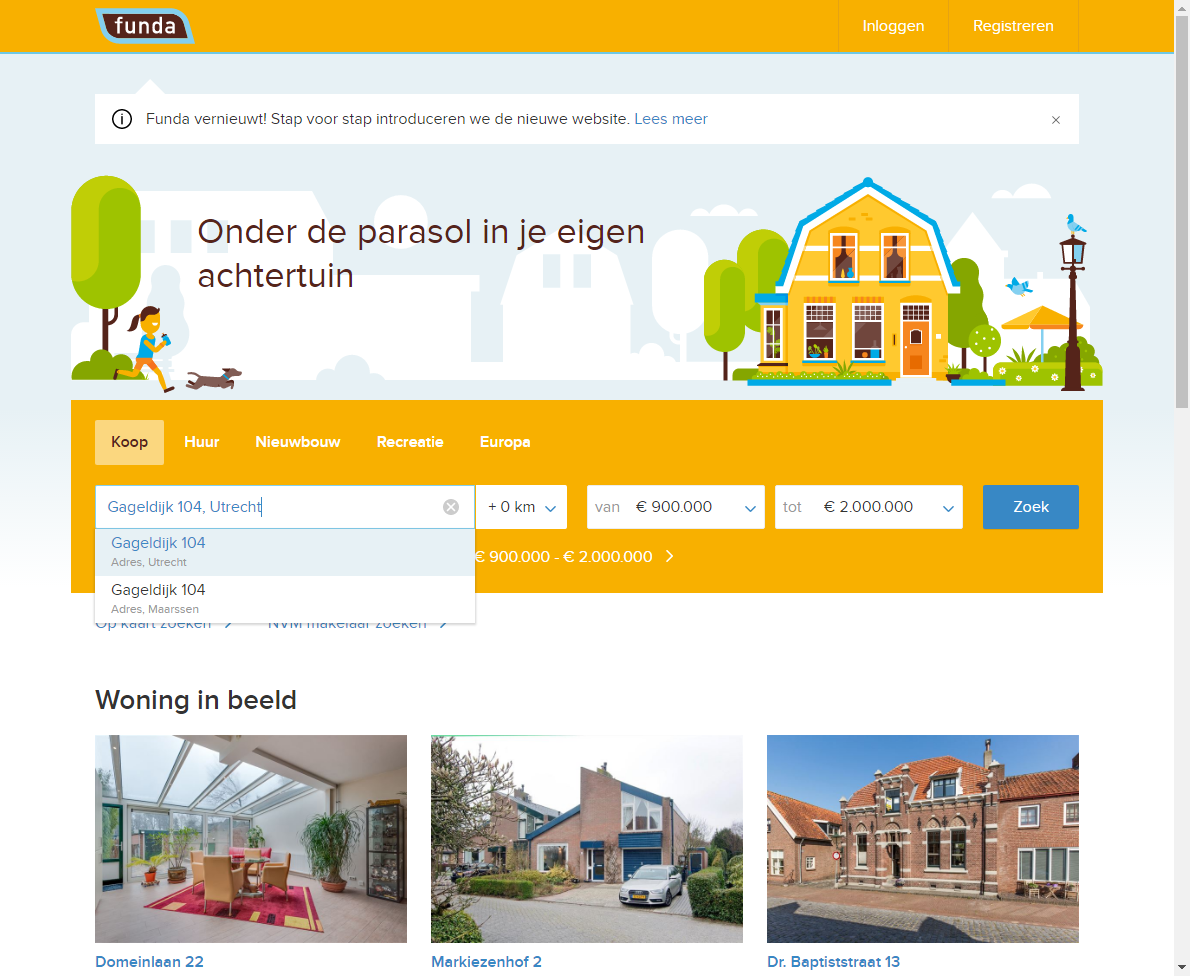 funda
Inloggen
Registreren
Funda vernieuwt! Stap voor stap introduceren we de nieuwe website. Lees meer
Onder de parasol in je eigen
achtertuin
Koop
Huur
Nieuwbouw
Recreatie
Europa
Gageldijk 104, Utrecht
+ 0 km
van € 900.000
tot € 2.000.000
Zoek
Gageldijk 104
Adres, Utrecht
€ 900.000 - € 2.000.000
Gageldijk 104
Adres, Maarssen
Op kaart zoeken
NVM makelaar zoeken
Woning in beeld
Domeinlaan 22
Markiezenhof 2
Dr. Baptiststraat 13